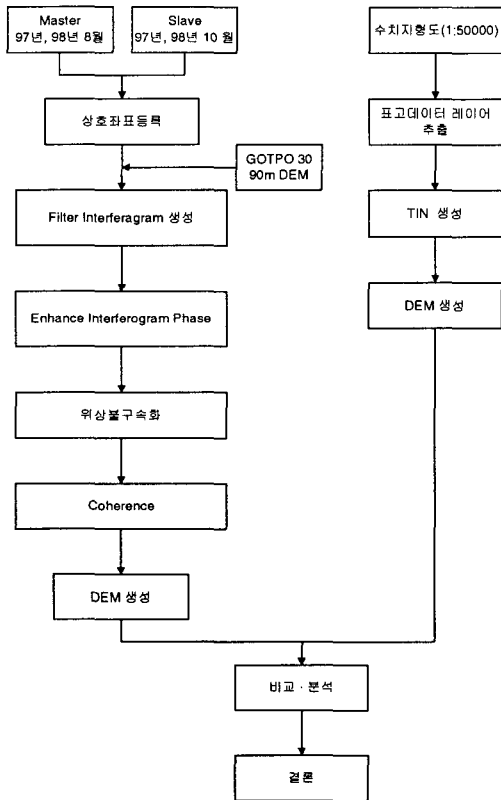 Master
97년, 98년 8월
Slave
97년, 98년 10 월
상호좌표등록
GOTPO 30
90m DEM
Filter Interferagram 생성
Enhance Interferogram Phase
위상불구속화
Coherence
DEM 생성
수치지형도(1:50000)
표고데이터 레이어
추출
TIN 생성
DEM 생성
비교 · 분석
결론